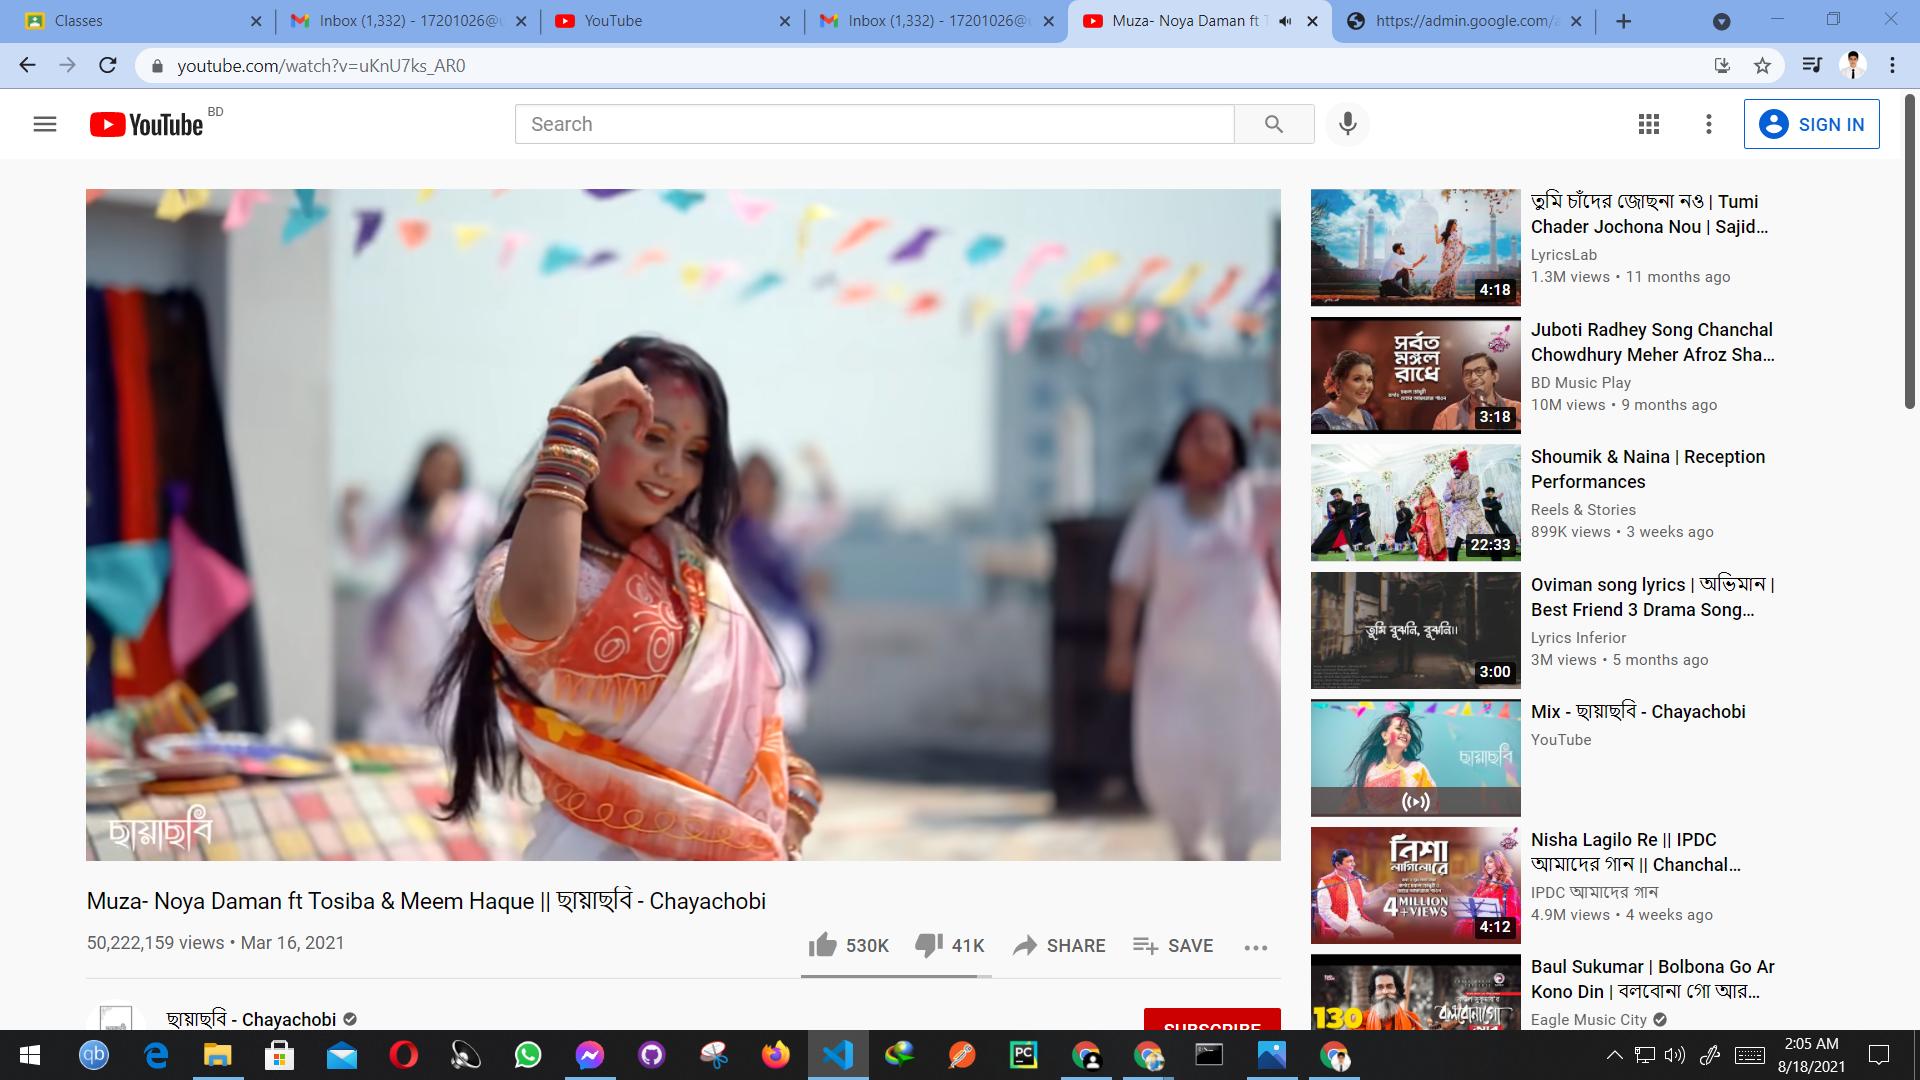 Classes
Inbox (1,332) - 17201026@u
YouTube
Inbox (1,332) - 17201026@u
Muza- Noya Daman ft T
https://admin.google.com/a
youtube.com/watch?v=uKnU7ks_AR0
YouTube BD
Search
SIGN IN
ছায়াছবি
Muza- Noya Daman ft Tosiba & Meem Haque || ছায়াছবি - Chayachobi
50,222,159 views • Mar 16, 2021
530K
41K
SHARE
SAVE
ছায়াছবি - Chayachobi
SUBSCRIBE
4:18
তুমি চাঁদের জোছনা নও | Tumi
Chader Jochona Nou | Sajid...
LyricsLab
1.3M views • 11 months ago
সর্বত
মঙ্গল
রাধে
3:18
Juboti Radhey Song Chanchal
Chowdhury Meher Afroz Sha...
BD Music Play
10M views • 9 months ago
22:33
Shoumik & Naina | Reception
Performances
Reels & Stories
899K views • 3 weeks ago
তুমি বুঝনি, বুঝনি।।
3:00
Oviman song lyrics | অভিমান |
Best Friend 3 Drama Song...
Lyrics Inferior
3M views • 5 months ago
ছায়াছবি
Mix - ছায়াছবি - Chayachobi
YouTube
নিশা
লাগিলোরে
4 MILLION
+VIEWS
4:12
Nisha Lagilo Re || IPDC
আমাদের গান || Chanchal...
IPDC আমাদের গান
4.9M views • 4 weeks ago
130
Baul Sukumar | Bolbona Go Ar
Kono Din | বলবোনা গো আর...
Eagle Music City
qb
PC
2:05 AM
8/18/2021